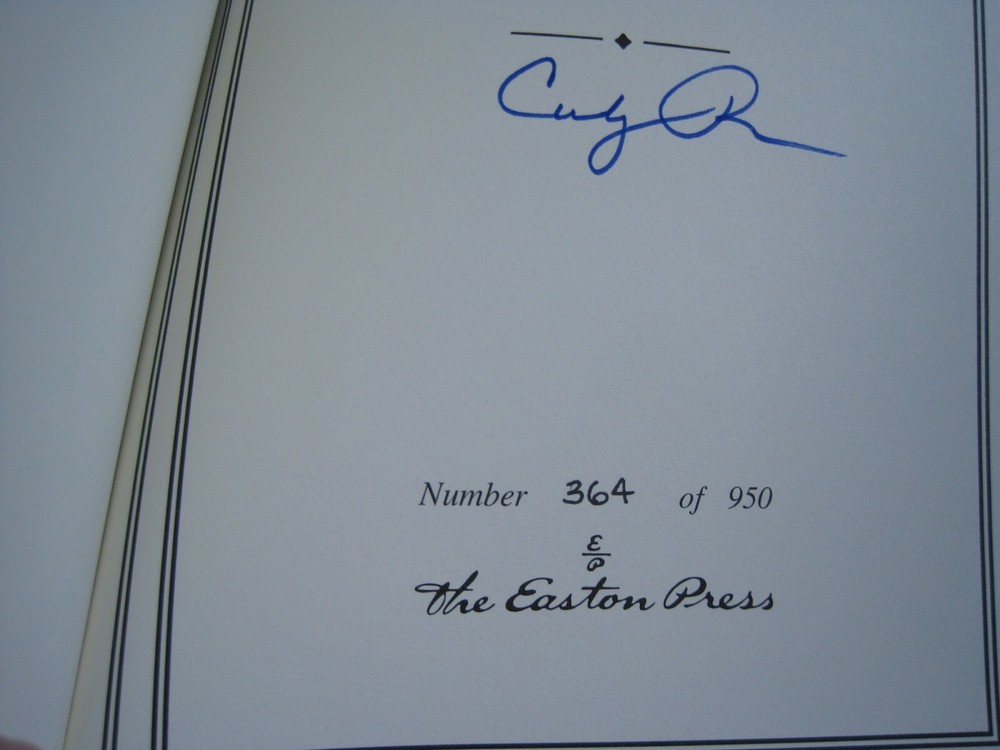 Number 364 of 950
E
P
The Easton Press